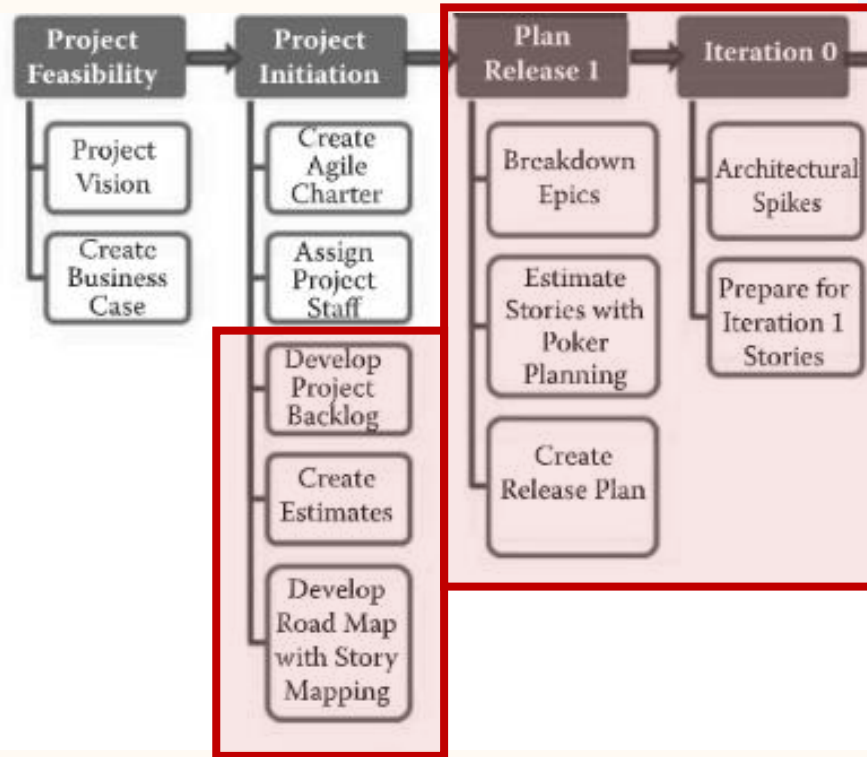 Project
Feasibility
Project
Vision
Create
Business
Case
Project
Initiation
Create
Agile
Charter
Assign
Project
Staff
Develop
Project
Backlog
Create
Estimates
Develop
Road Map
with Story
Mapping
Plan
Release 1
Breakdown
Epics
Estimate
Stories with
Poker
Planning
Create
Release Plan
Iteration 0
Architectural
Spikes
Prepare for
Iteration 1
Stories